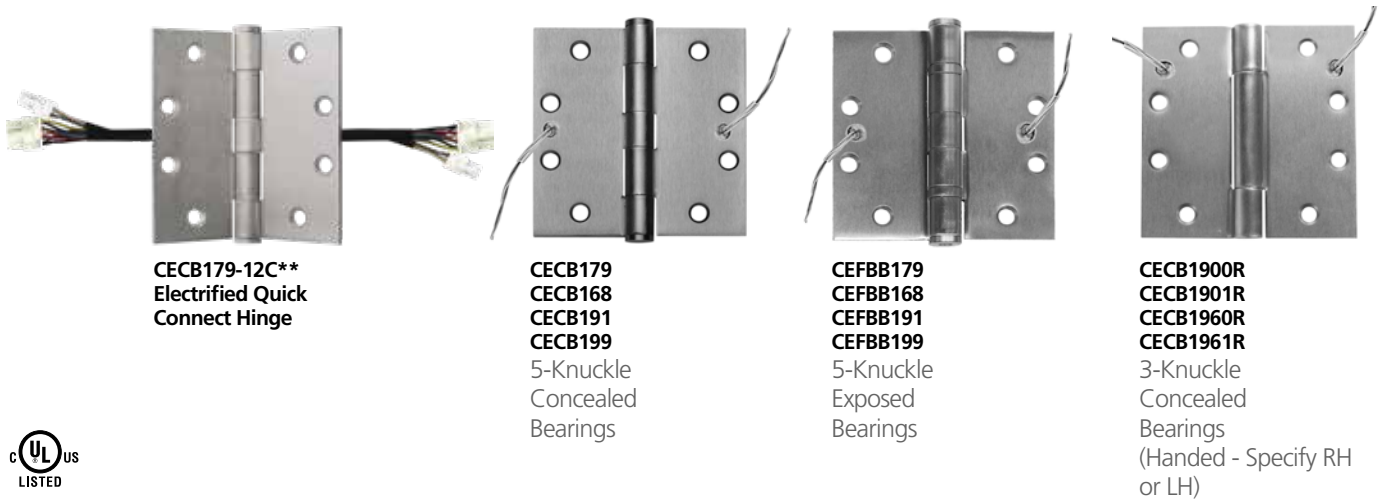 CECB179-12C**
Electrified Quick
Connect Hinge
CECB179
CECB168
CECB191
CECB199
5-Knuckle
Concealed
Bearings
CEFBB179
CEFBB168
CEFBB191
CEFBB199
5-Knuckle
Exposed
Bearings
CECB1900R
CECB1901R
CECB1960R
CECB1961R
3-Knuckle
Concealed
Bearings
(Handed - Specify RH
or LH)
C UL® US
LISTED